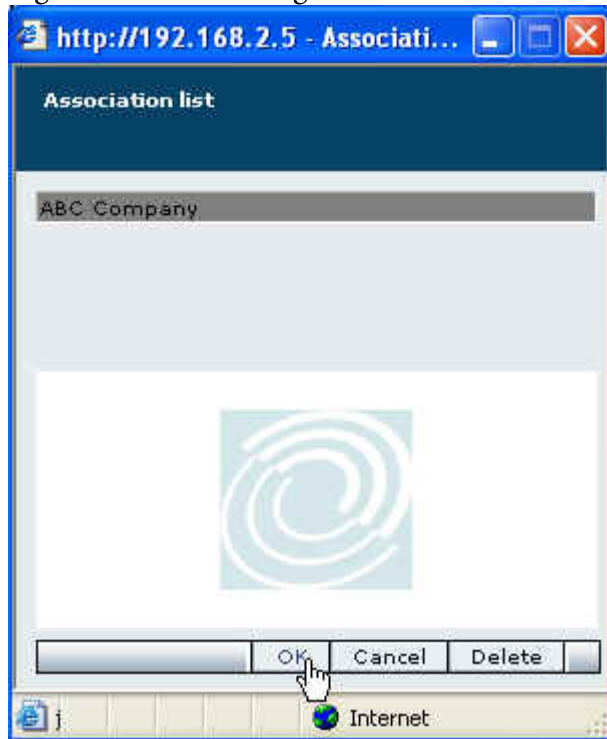 http://192.168.2.5 - Associati...
Association list
ABC Company
OK Cancel Delete
j Internet